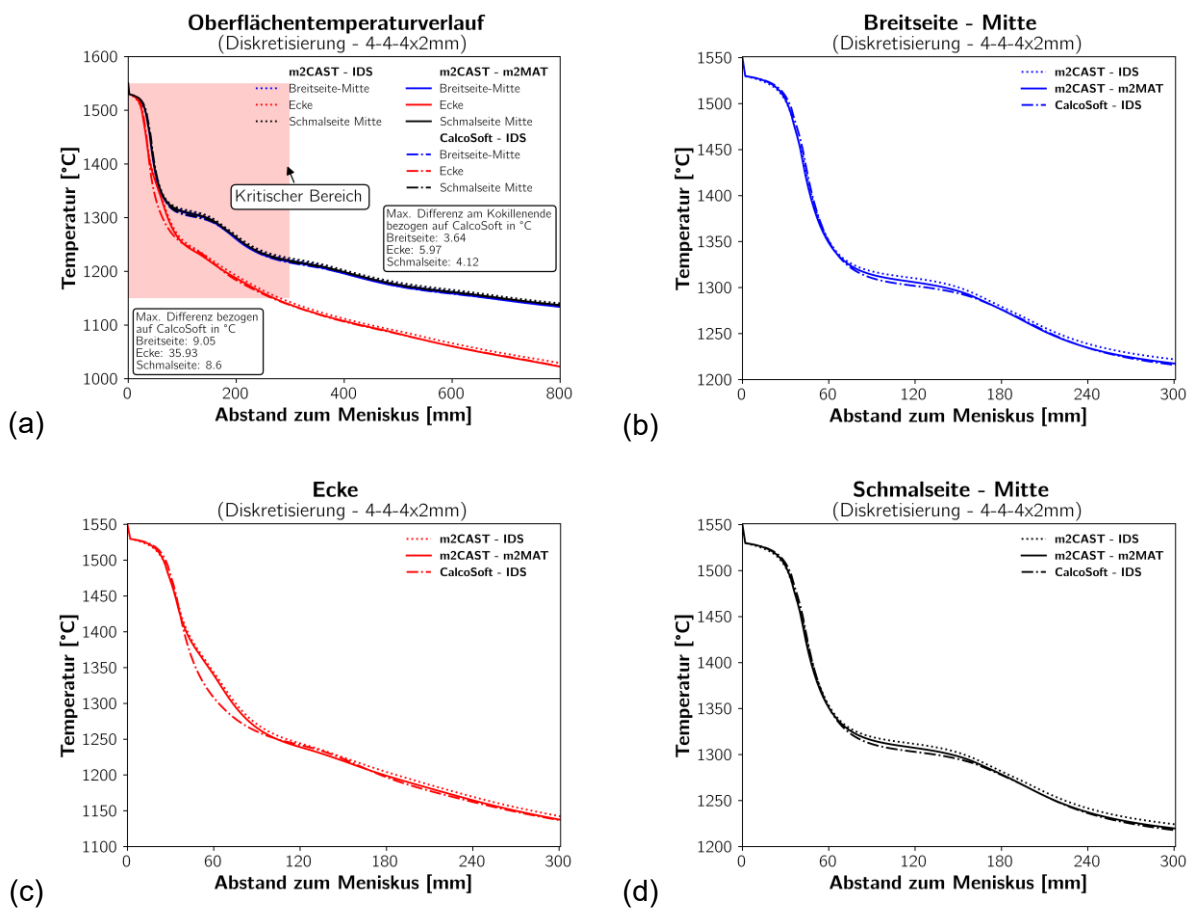 Oberflächentemperaturverlauf
(Diskretisierung - 4-4-4x2mm)
Temperatur [°C]
1600
1500
1400
1300
1200
1100
1000
m2CAST - IDS
Breitseite-Mitte
Ecke
Schmalseite Mitte
m2CAST - m2MAT
Breitseite-Mitte
Ecke
Schmalseite Mitte
CalcoSoft - IDS
Breitseite-Mitte
Ecke
Schmalseite Mitte
Kritischer Bereich
Max. Differenz am Kokillenende
bezogen auf CalcoSoft in °C
Breitseite: 3.64
Ecke: 5.97
Schmalseite: 4.12
Max. Differenz bezogen
auf CalcoSoft in °C
Breitseite: 9.05
Ecke: 35.93
Schmalseite: 8.6
0 200 400 600 800
Abstand zum Meniskus [mm]
(a)
Breitseite - Mitte
(Diskretisierung - 4-4-4x2mm)
Temperatur [°C]
1550
1500
1450
1400
1350
1300
1250
1200
m2CAST - IDS
m2CAST - m2MAT
CalcoSoft - IDS
0 60 120 180 240 300
Abstand zum Meniskus [mm]
(b)
Ecke
(Diskretisierung - 4-4-4x2mm)
Temperatur [°C]
1550
1500
1450
1400
1350
1300
1250
1200
1150
1100
m2CAST - IDS
m2CAST - m2MAT
CalcoSoft - IDS
0 60 120 180 240 300
Abstand zum Meniskus [mm]
(c)
Schmalseite - Mitte
(Diskretisierung - 4-4-4x2mm)
Temperatur [°C]
1550
1500
1450
1400
1350
1300
1250
1200
m2CAST - IDS
m2CAST - m2MAT
CalcoSoft - IDS
0 60 120 180 240 300
Abstand zum Meniskus [mm]
(d)